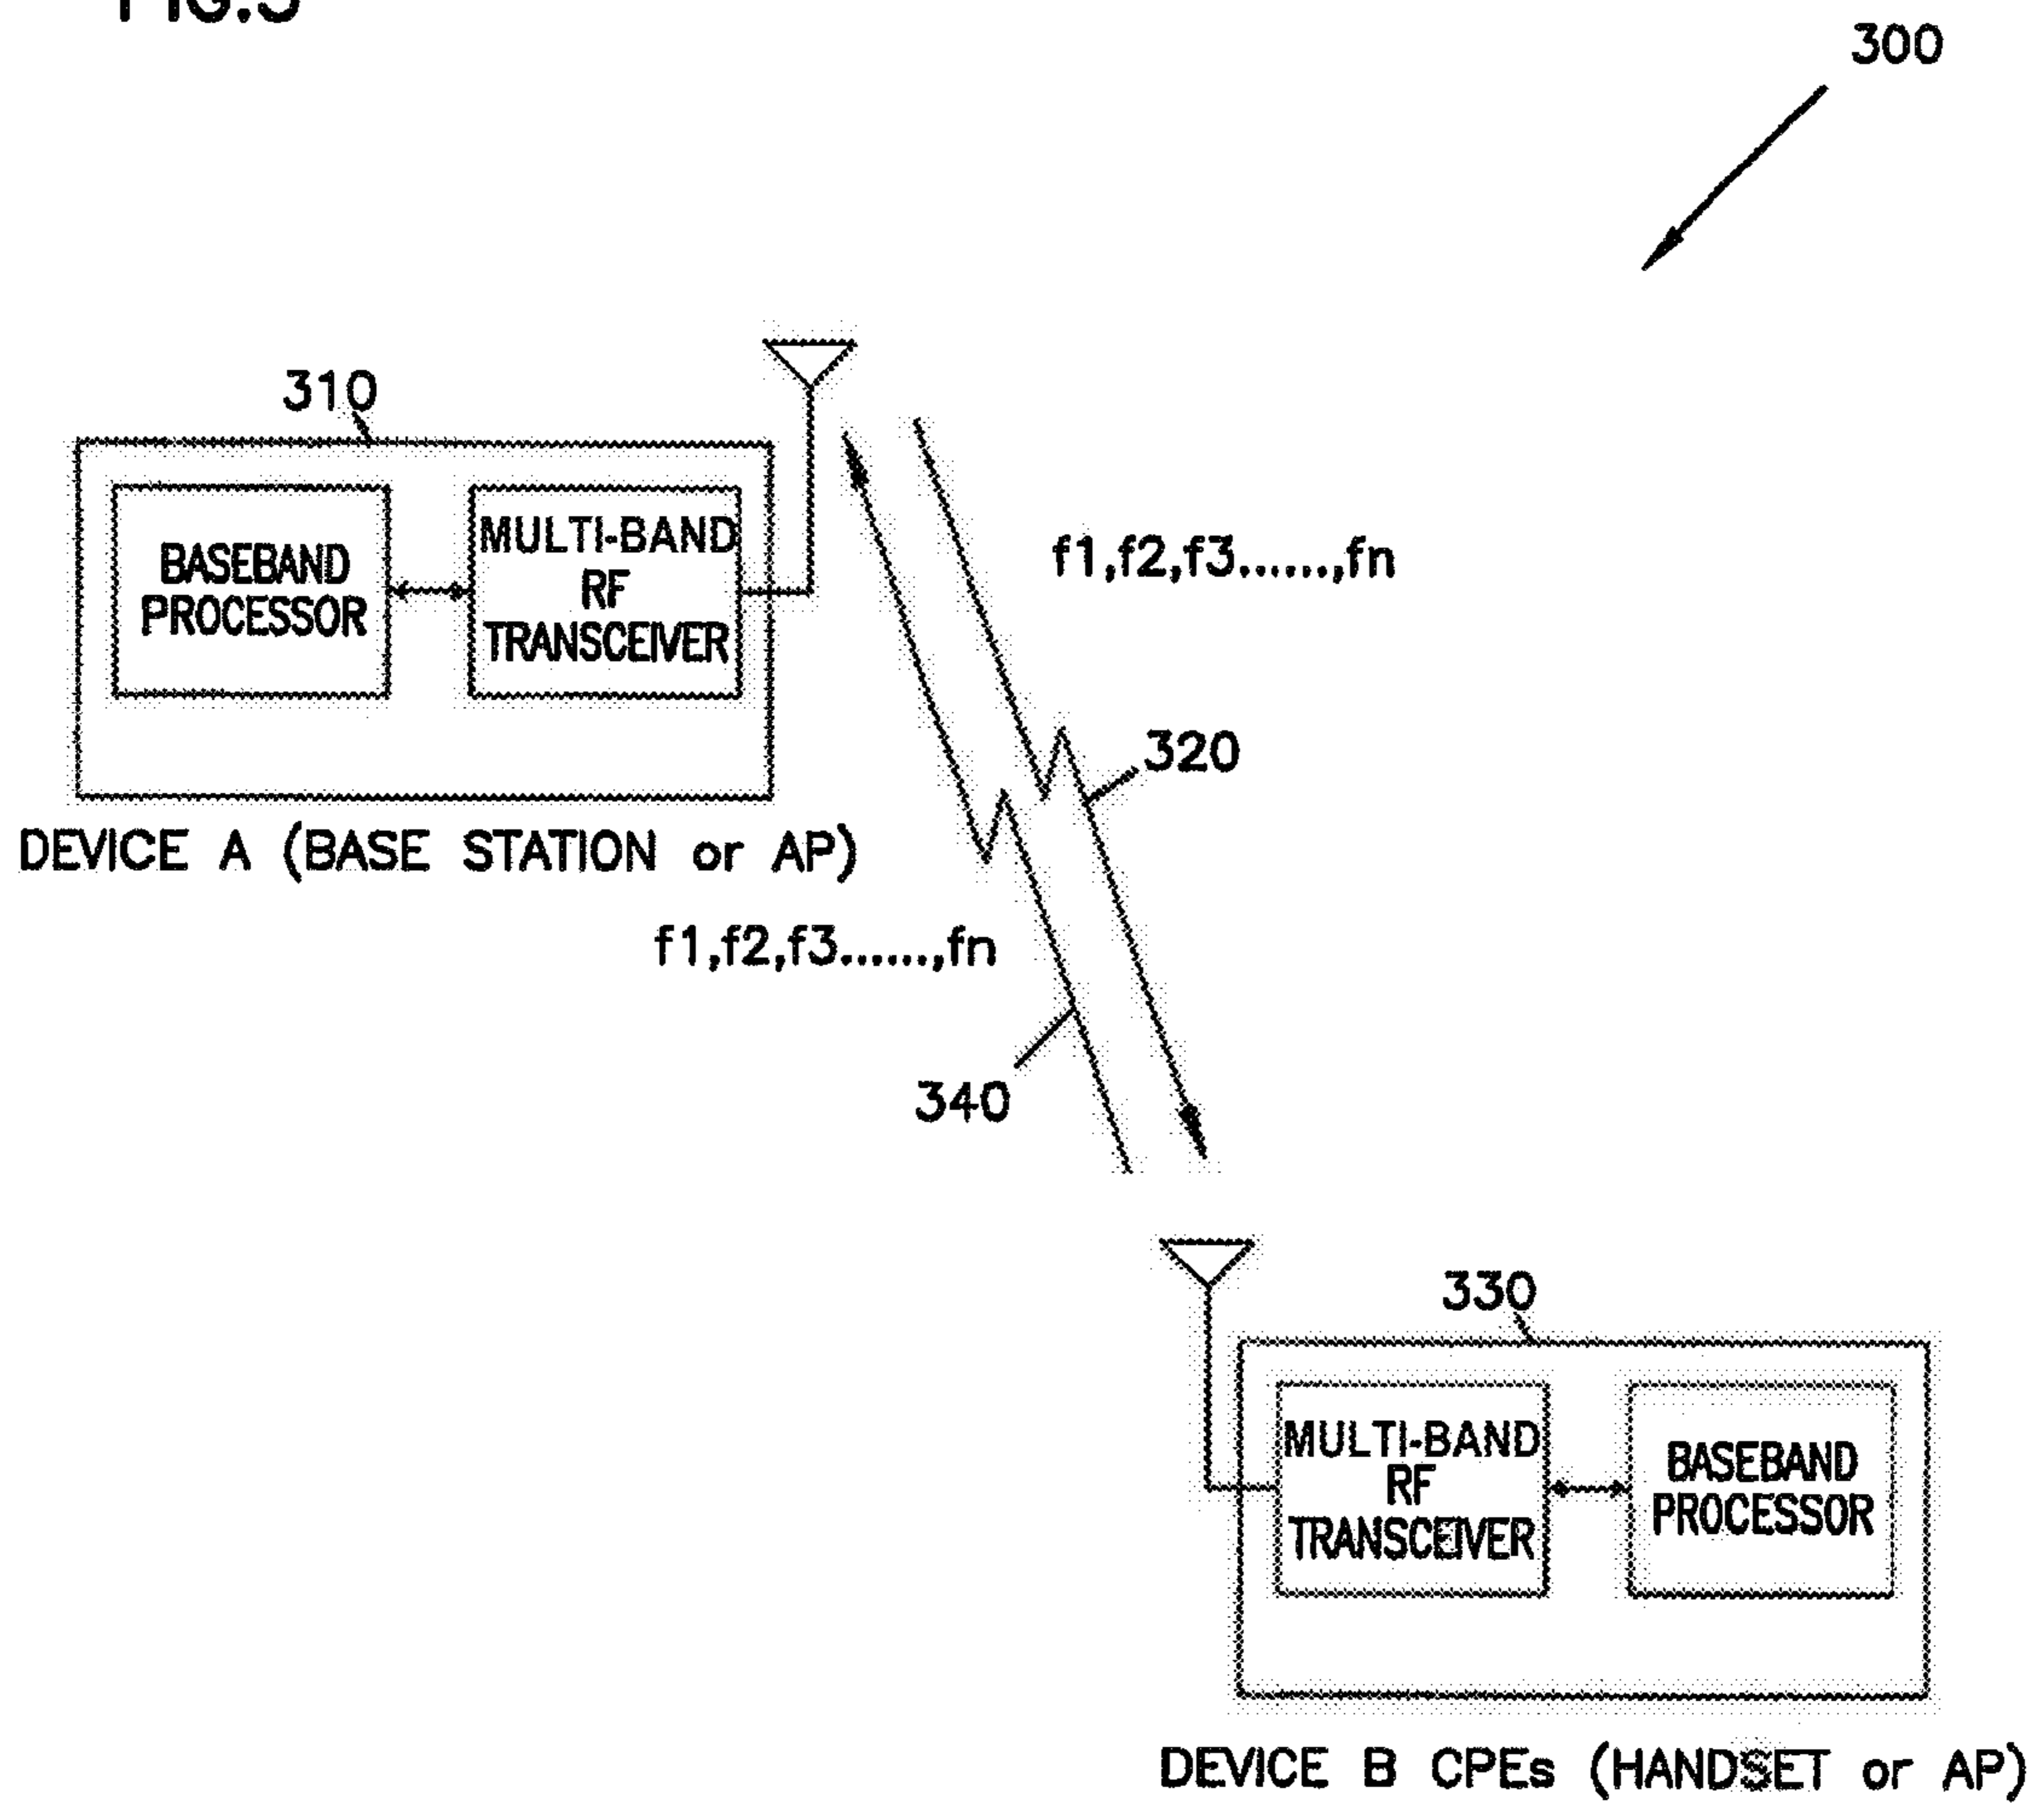 300
310
BASEBAND
PROCESSOR
MULTI-BAND
RF
TRANSCEIVER
f1,f2,f3......,fn
320
DEVICE A (BASE STATION or AP)
f1,f2,f3......,fn
340
330
MULTI-BAND
RF
TRANSCEIVER
BASEBAND
PROCESSOR
DEVICE B CPEs (HANDSET or AP)